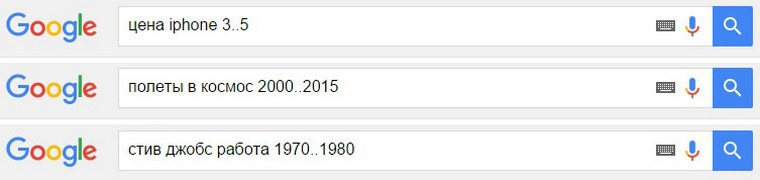 Google цена iphone 3..5
Google полеты в космос 2000..2015
Google стив джобс работа 1970..1980